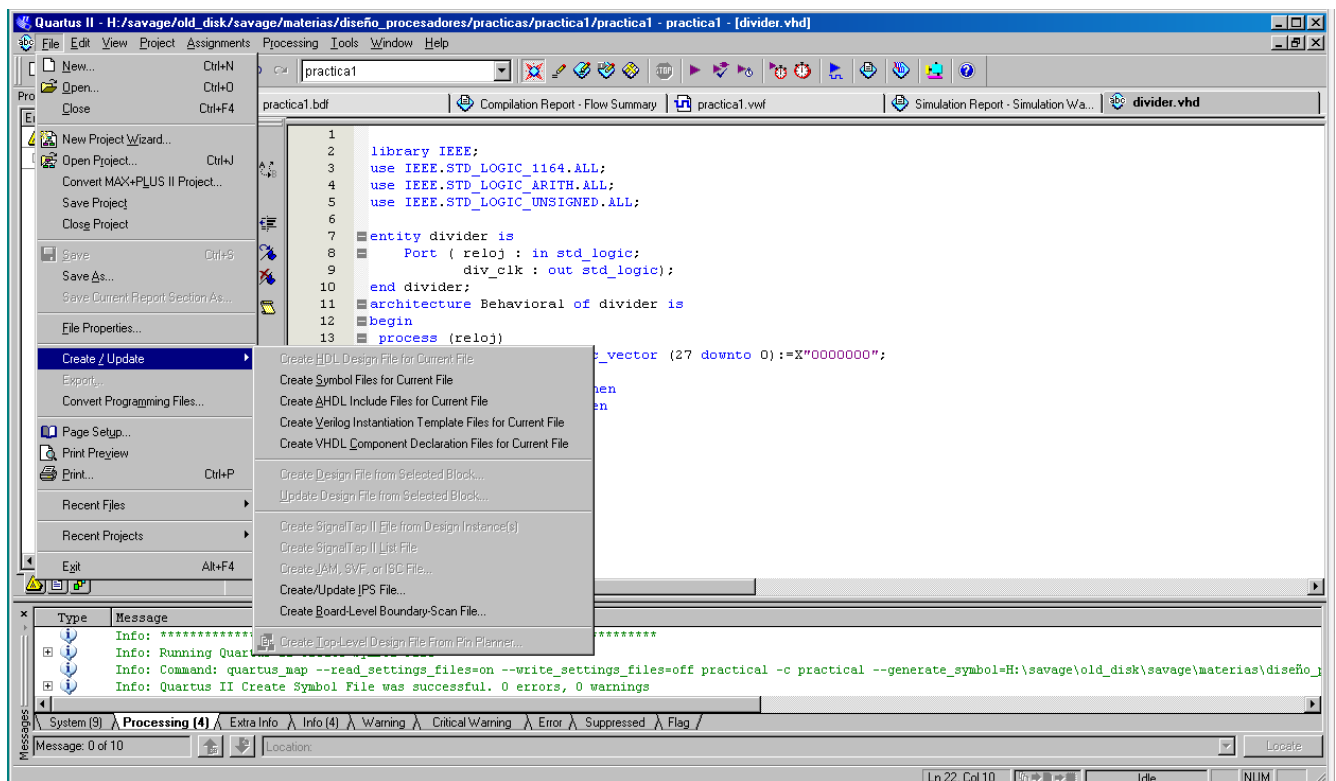 Quartus II - H:/savage/old_disk/savage/materias/diseño_procesadores/practicas/practica1/practica1 - practica1 - [divider.vhd]
File Edit View Project Assignments Processing Tools Window Help
practica1
practica1.bdf Compilation Report - Flow Summary practica1.vwf Simulation Report - Simulation Wa... divider.vhd
New... Ctrl+N
Open... Ctrl+O
Close Ctrl+F4
New Project Wizard...
Open Project... Ctrl+J
Convert MAX+PLUS II Project...
Save Project
Close Project
Save Ctrl+S
Save As...
Save Current Report Section As...
File Properties...
Create / Update
Export...
Convert Programming Files...
Page Setup...
Print Preview
Print... Ctrl+P
Recent Files
Recent Projects
Exit Alt+F4
Create HDL Design File for Current File
Create Symbol Files for Current File
Create AHDL Include Files for Current File
Create Verilog Instantiation Template Files for Current File
Create VHDL Component Declaration Files for Current File
Create Design File from Selected Block...
Update Design File from Selected Block...
Create SignalTap II File from Design Instance(s)
Create SignalTap II List File
Create JAM, SVF, or ISC File...
Create/Update IPS File...
Create Board-Level Boundary-Scan File...
Create Top-Level Design File From Pin Planner...
1
2 library IEEE;
3 use IEEE.STD_LOGIC_1164.ALL;
4 use IEEE.STD_LOGIC_ARITH.ALL;
5 use IEEE.STD_LOGIC_UNSIGNED.ALL;
6
7 entity divider is
8 Port ( reloj : in std_logic;
9 div_clk : out std_logic);
10 end divider;
11 architecture Behavioral of divider is
12 begin
13 process (reloj)
c_vector (27 downto 0):=X"0000000";
Type Message
Info: ***
Info: Running
Info: Command: quartus_map --read_settings_files=on --write_settings_files=off practica1 -c practica1 --generate_symbol=H:\savage\old_disk\savage\materias\diseño_
Info: Quartus II Create Symbol File was successful. 0 errors, 0 warnings
System (9) Processing (4) Extra Info Info (4) Warning Critical Warning Error Suppressed Flag
Messages
Message: 0 of 10 Location: Locate
Ln 22, Col 10 Idle NUM